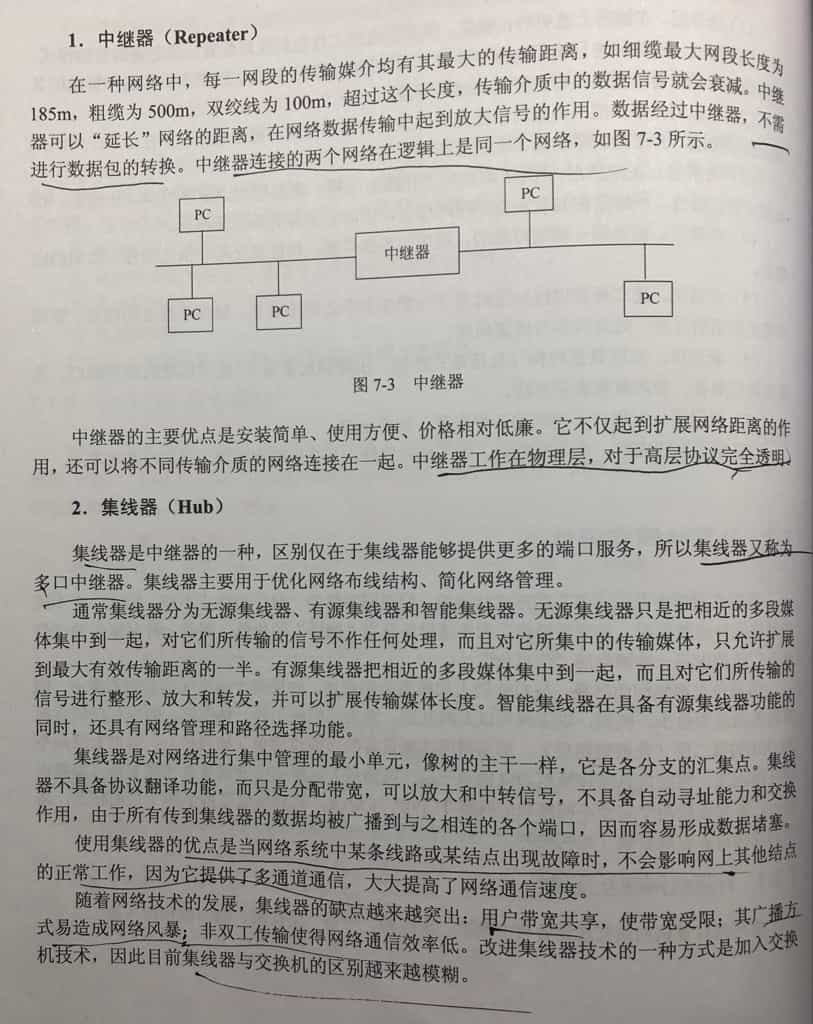 1．中继器（Repeater）
在一种网络中，每一网段的传输媒介均有其最大的传输距离，如细缆最大网段长度为
185m，粗缆为 500m，双绞线为 100m，超过这个长度，传输介质中的数据信号就会衰减。中继
器可以“延长”网络的距离，在网络数据传输中起到放大信号的作用。数据经过中继器，不需
进行数据包的转换。中继器连接的两个网络在逻辑上是同一个网络，如图 7-3 所示。
PC
PC
中继器
PC
PC
PC
图 7-3　中继器
中继器的主要优点是安装简单、使用方便、价格相对低廉。它不仅起到扩展网络距离的作
用，还可以将不同传输介质的网络连接在一起。中继器工作在物理层，对于高层协议完全透明。
2．集线器（Hub）
集线器是中继器的一种，区别仅在于集线器能够提供更多的端口服务，所以集线器又称为
多口中继器。集线器主要用于优化网络布线结构、简化网络管理。
通常集线器分为无源集线器、有源集线器和智能集线器。无源集线器只是把相近的多段媒
体集中到一起，对它们所传输的信号不作任何处理，而且对它所集中的传输媒体，只允许扩展
到最大有效传输距离的一半。有源集线器把相近的多段媒体集中到一起，而且对它们所传输的
信号进行整形、放大和转发，并可以扩展传输媒体长度。智能集线器在具备有源集线器功能的
同时，还具有网络管理和路径选择功能。
集线器是对网络进行集中管理的最小单元，像树的主干一样，它是各分支的汇集点。集线
器不具备协议翻译功能，而只是分配带宽，可以放大和中转信号，不具备自动寻址能力和交换
作用，由于所有传到集线器的数据均被广播到与之相连的各个端口，因而容易形成数据堵塞。
使用集线器的优点是当网络系统中某条线路或某结点出现故障时，不会影响网上其他结点
的正常工作，因为它提供了多通道通信，大大提高了网络通信速度。
随着网络技术的发展，集线器的缺点越来越突出：用户带宽共享，使带宽受限；其广播方
式易造成网络风暴；非双工传输使得网络通信效率低。改进集线器技术的一种方式是加入交换
机技术，因此目前集线器与交换机的区别越来越模糊。